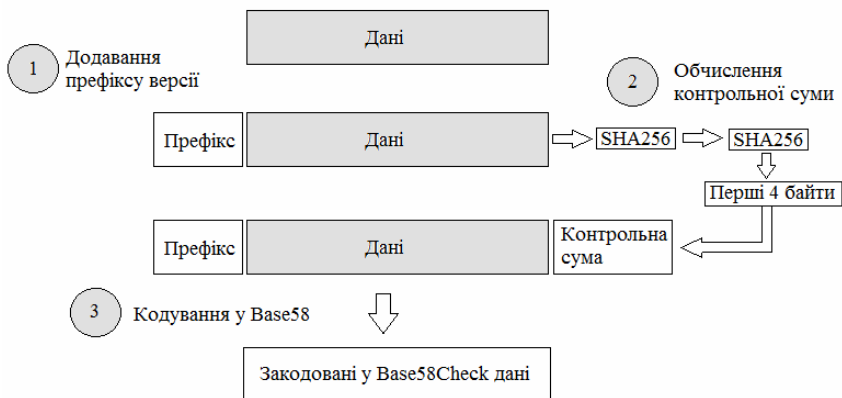 Дані
1
Додавання
префіксу версії
2
Обчислення
контрольної суми
Префікс
Дані
SHA256
SHA256
Перші 4 байти
Префікс
Дані
Контрольна
сума
3
Кодування у Base58
Закодовані у Base58Check дані